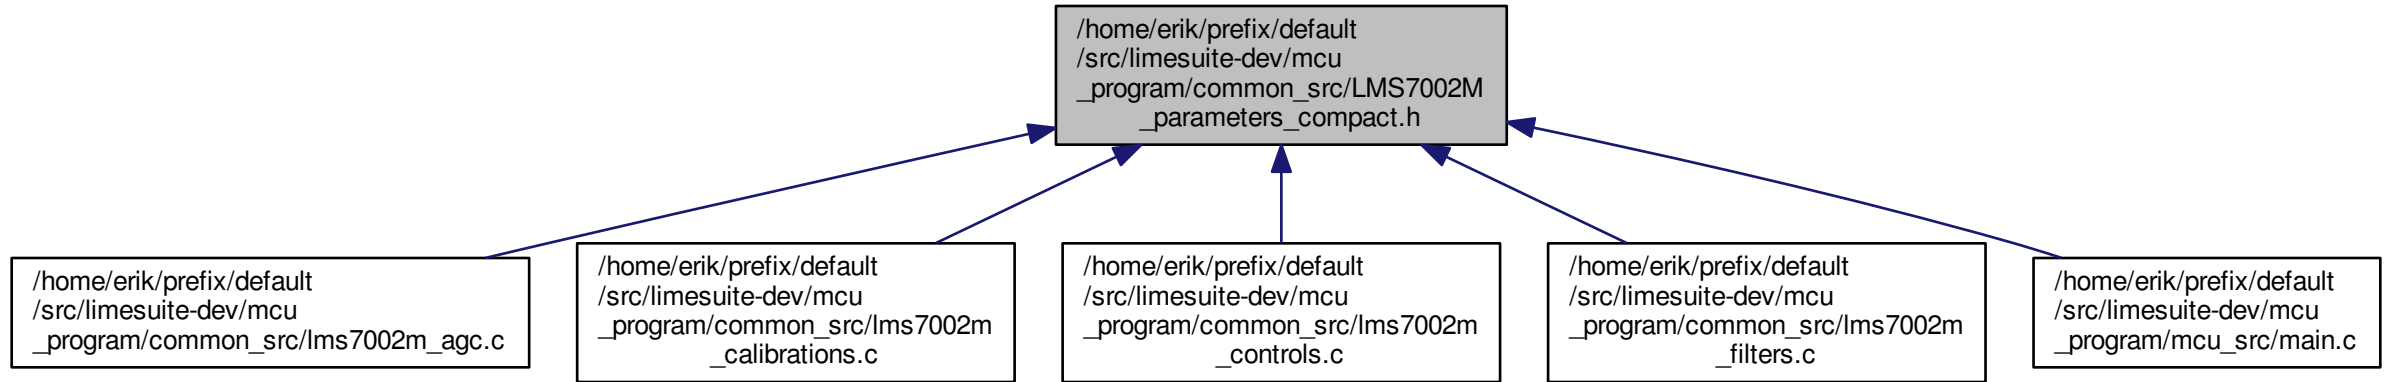 /home/erik/prefix/default
/src/limesuite-dev/mcu
_program/common_src/LMS7002M
_parameters_compact.h
/home/erik/prefix/default
/src/limesuite-dev/mcu
_program/common_src/lms7002m_agc.c
/home/erik/prefix/default
/src/limesuite-dev/mcu
_program/common_src/lms7002m
_calibrations.c
/home/erik/prefix/default
/src/limesuite-dev/mcu
_program/common_src/lms7002m
_controls.c
/home/erik/prefix/default
/src/limesuite-dev/mcu
_program/common_src/lms7002m
_filters.c
/home/erik/prefix/default
/src/limesuite-dev/mcu
_program/mcu_src/main.c